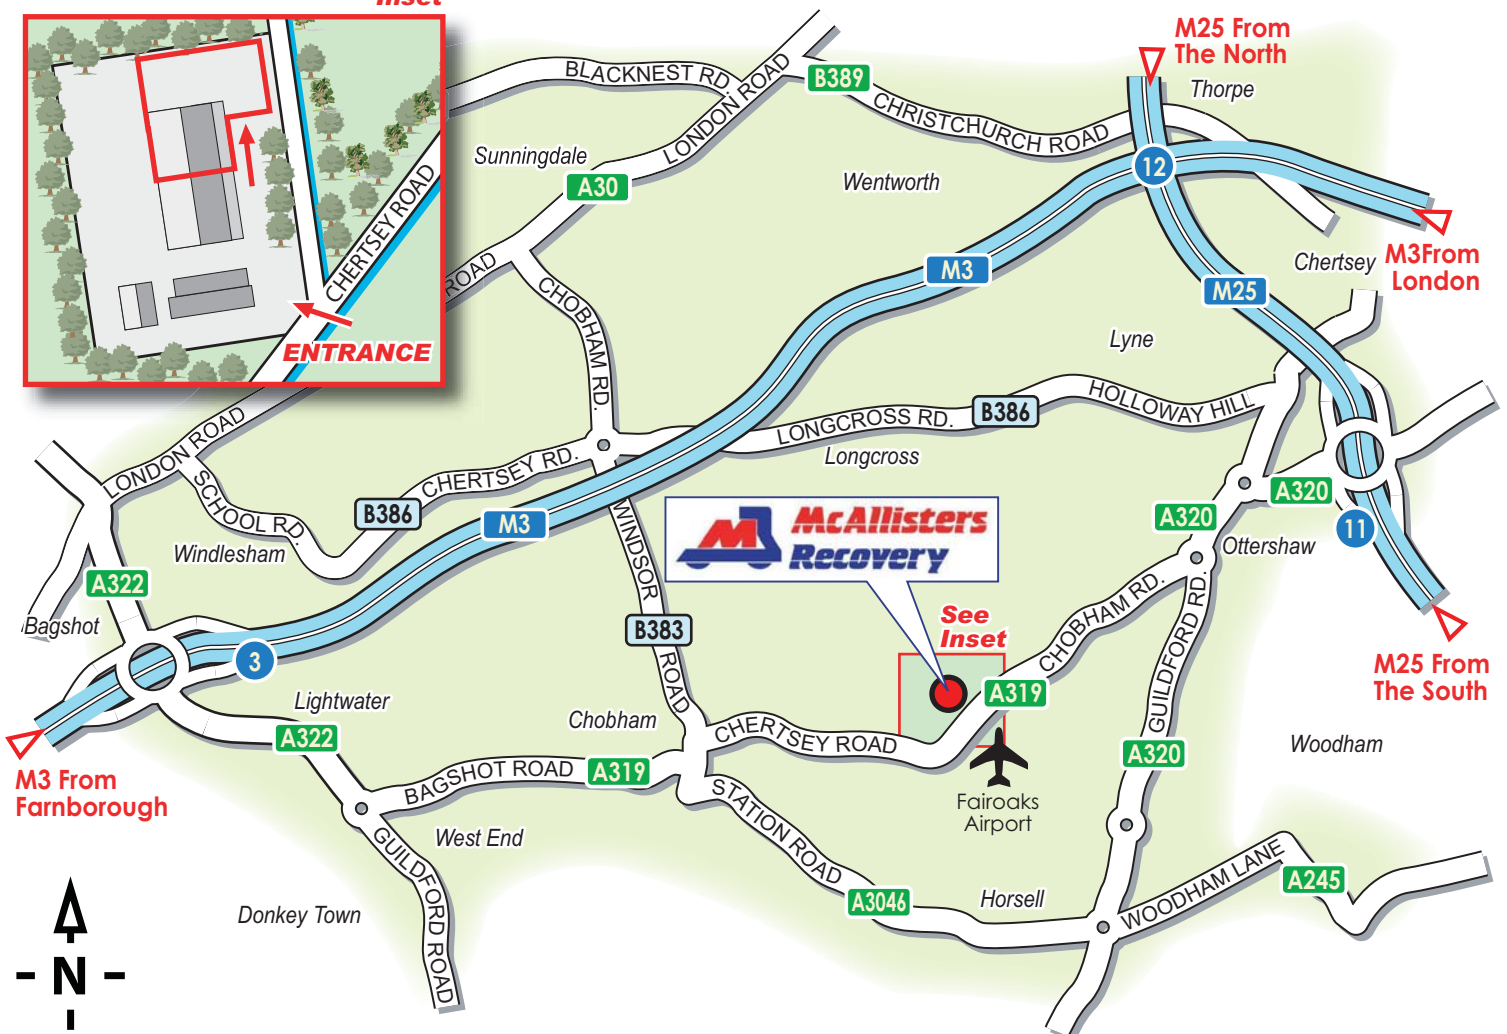 Inset
CHERTSEY ROAD
ENTRANCE
M25 From
The North
Thorpe
BLACKNEST RD.
LONDON ROAD
B389
CHRISTCHURCH ROAD
Sunningdale
A30
Wentworth
12
M3From
London
Chertsey
ROAD
M3
M25
CHOBHAM RD.
Lyne
HOLLOWAY HILL
B386
LONGCROSS RD.
Longcross
LONDON ROAD
SCHOOL RD.
CHERTSEY RD.
B386
M3
Windlesham
A322
Bagshot
3
WINDSOR
B383
ROAD
McAllisters
Recovery
See
Inset
A320
A320
11
Ottershaw
CHOBHAM RD.
A319
GUILDFORD RD.
A320
M25 From
The South
Woodham
Lightwater
A322
M3 From
Farnborough
Chobham
CHERTSEY ROAD
BAGSHOT ROAD
A319
Fairoaks
Airport
West End
STATION ROAD
GUILDFORD ROAD
A3046
Horsell
WOODHAM LANE
A245
Donkey Town
N